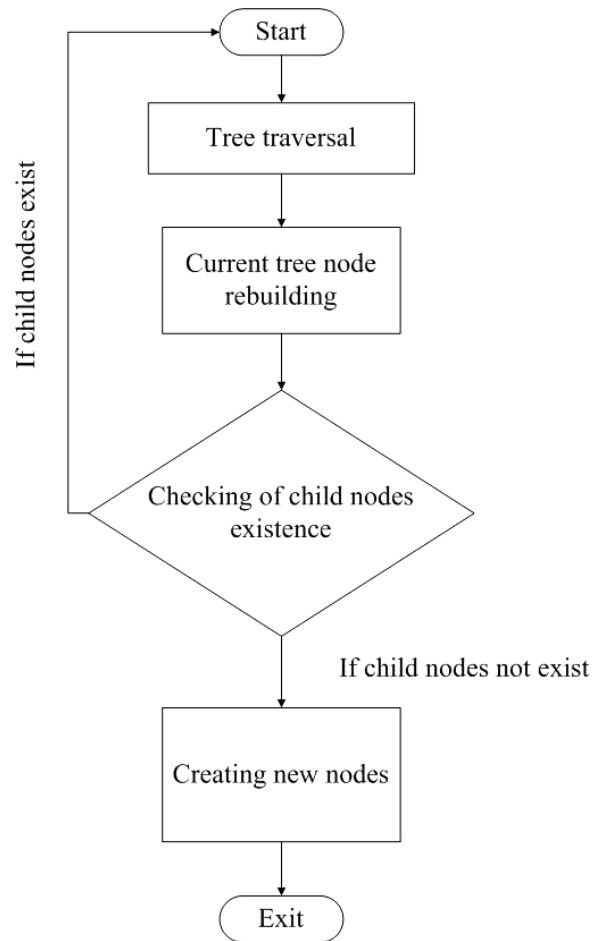 Start
Tree traversal
Current tree node
rebuilding
If child nodes exist
Checking of child nodes
existence
If child nodes not exist
Creating new nodes
Exit